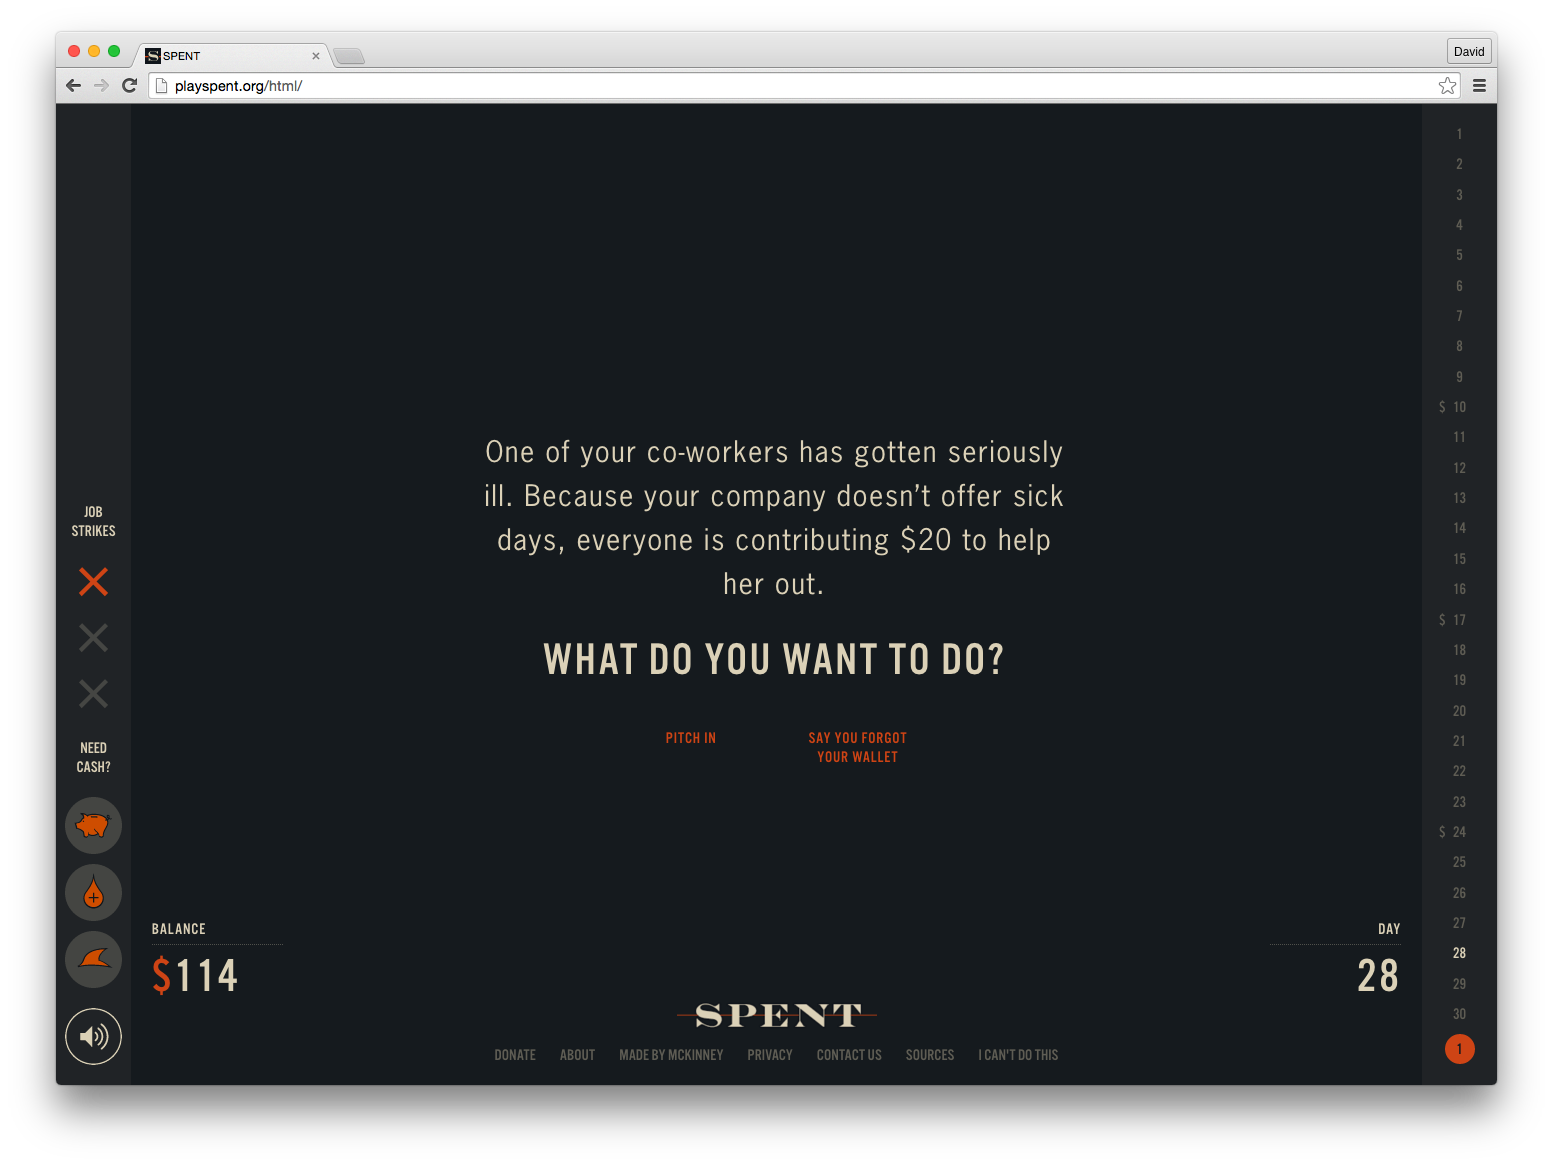 SPENT
David
playspent.org/html/
JOB
STRIKES
NEED
CASH?
One of your co-workers has gotten seriously
ill. Because your company doesn’t offer sick
days, everyone is contributing $20 to help
her out.
WHAT DO YOU WANT TO DO?
PITCH IN
SAY YOU FORGOT
YOUR WALLET
BALANCE
$114
DAY
28
SPENT
DONATE ABOUT MADE BY MCKINNEY PRIVACY CONTACT US SOURCES I CAN'T DO THIS
1
2
3
4
5
6
7
8
9
$ 10
11
12
13
14
15
16
$ 17
18
19
20
21
22
23
$ 24
25
26
27
28
29
30
1